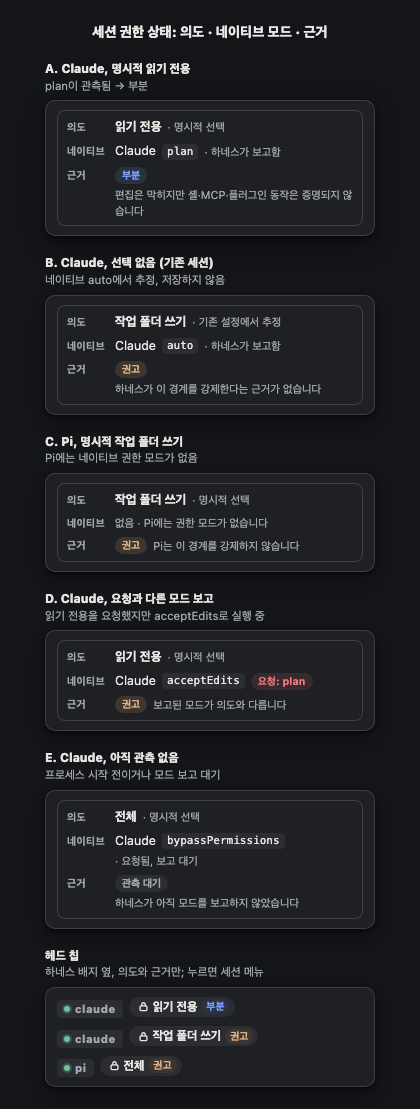 세션 권한 상태: 의도 · 네이티브 모드 · 근거
A. Claude, 명시적 읽기 전용
plan이 관측됨 → 부분
의도 읽기 전용 · 명시적 선택
네이티브 Claude plan · 하네스가 보고함
근거 부분
편집은 막히지만 셸·MCP·플러그인 동작은 증명되지 않
습니다
B. Claude, 선택 없음 (기존 세션)
네이티브 auto에서 추정, 저장하지 않음
의도 작업 폴더 쓰기 · 기존 설정에서 추정
네이티브 Claude auto · 하네스가 보고함
근거 권고
하네스가 이 경계를 강제한다는 근거가 없습니다
C. Pi, 명시적 작업 폴더 쓰기
Pi에는 네이티브 권한 모드가 없음
의도 작업 폴더 쓰기 · 명시적 선택
네이티브 없음 · Pi에는 권한 모드가 없습니다
근거 권고 Pi는 이 경계를 강제하지 않습니다
D. Claude, 요청과 다른 모드 보고
읽기 전용을 요청했지만 acceptEdits로 실행 중
의도 읽기 전용 · 명시적 선택
네이티브 Claude acceptEdits 요청: plan
근거 권고 보고된 모드가 의도와 다릅니다
E. Claude, 아직 관측 없음
프로세스 시작 전이거나 모드 보고 대기
의도 전체 · 명시적 선택
네이티브 Claude bypassPermissions
· 요청됨, 보고 대기
근거 관측 대기
하네스가 아직 모드를 보고하지 않았습니다
헤드 칩
하네스 배지 옆, 의도와 근거만; 누르면 세션 메뉴
claude 읽기 전용 부분
claude 작업 폴더 쓰기 권고
pi 전체 권고